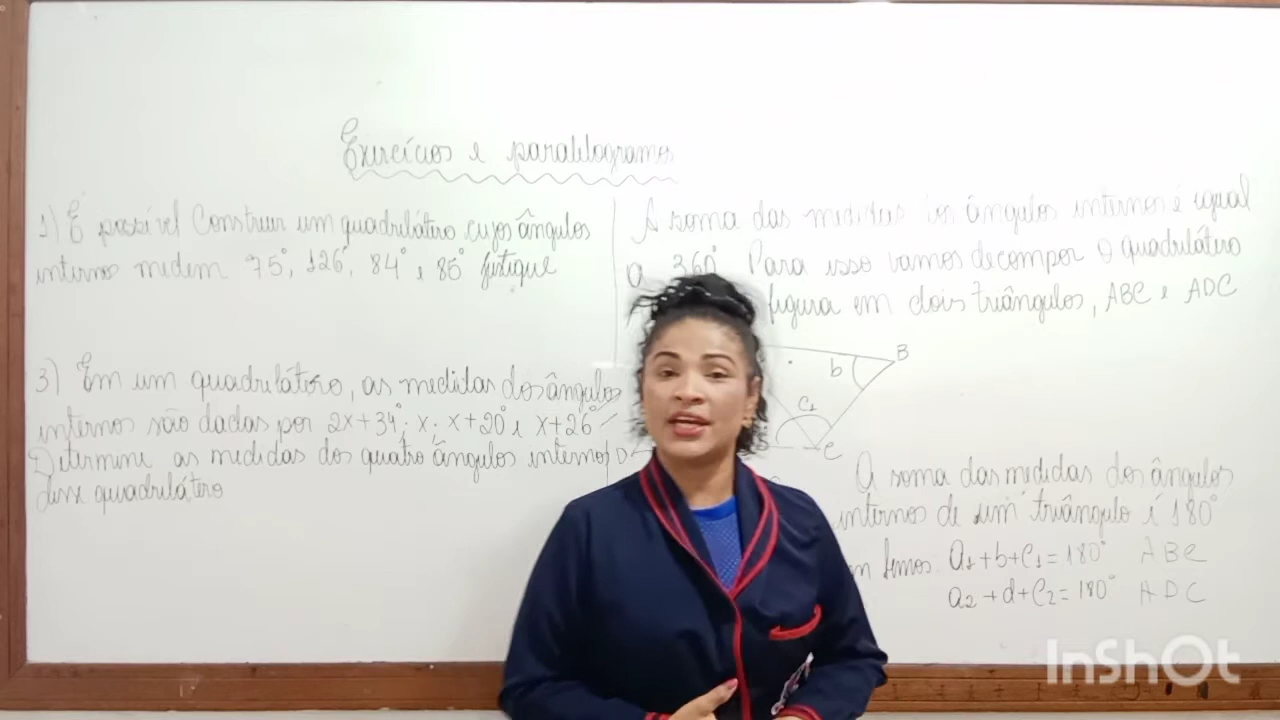 Exercícios e paralelogramos
1) É possível Construir um quadrilátero cujos ângulos
internos medem 75°, 126°, 84° e 85° justique
3) Em um quadrilátero, as medidas dos ângulos
internos são dadas por 2x+34°; x; x+20° e x+26°
Determine as medidas dos quatro ângulos internos
desse quadrilátero
A soma das medidas dos ângulos internos é igual
a 360° Para isso vamos decompor o quadrilátero
figura em dois triângulos, ABC e ADC
B
b
C1
D
C
A soma das medidas dos ângulos
internos de um triângulo é 180°
temos: a1+b+c1=180° ABC
a2+d+c2=180° ADC
InShOt